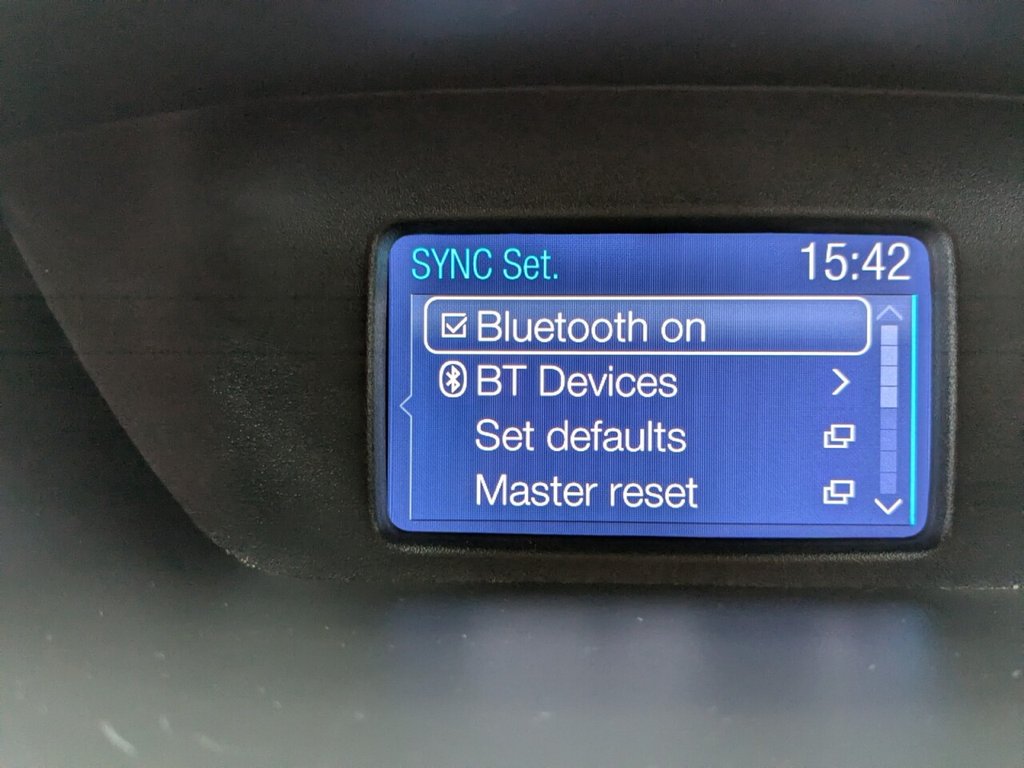 SYNC Set. 15:42
Bluetooth on
BT Devices
Set defaults
Master reset